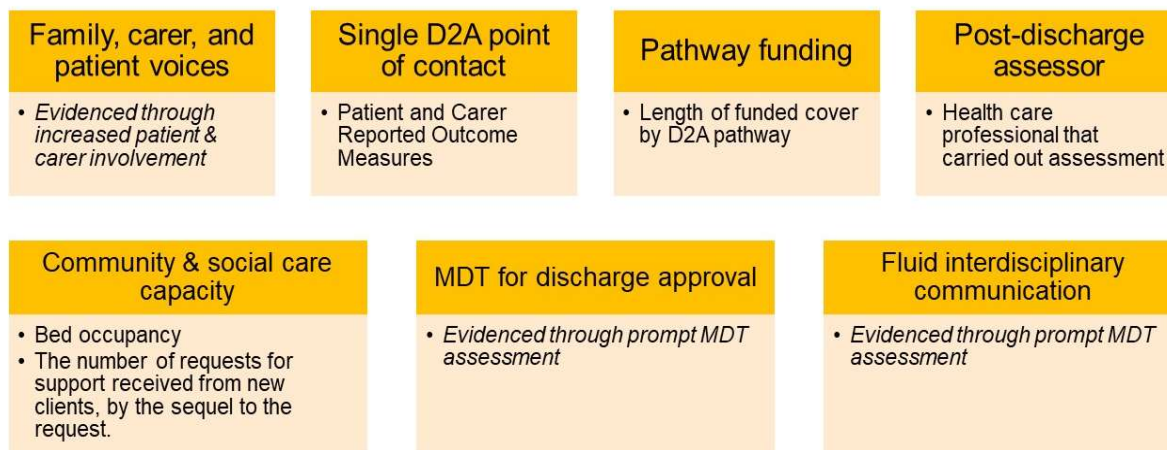 Family, carer, and
patient voices
• Evidenced through
increased patient &
carer involvement
Single D2A point
of contact
• Patient and Carer
Reported Outcome
Measures
Pathway funding
• Length of funded cover
by D2A pathway
Post-discharge
assessor
• Health care
professional that
carried out assessment
Community & social care
capacity
• Bed occupancy
• The number of requests for
support received from new
clients, by the sequel to the
request.
MDT for discharge approval
• Evidenced through prompt MDT
assessment
Fluid interdisciplinary
communication
• Evidenced through prompt MDT
assessment